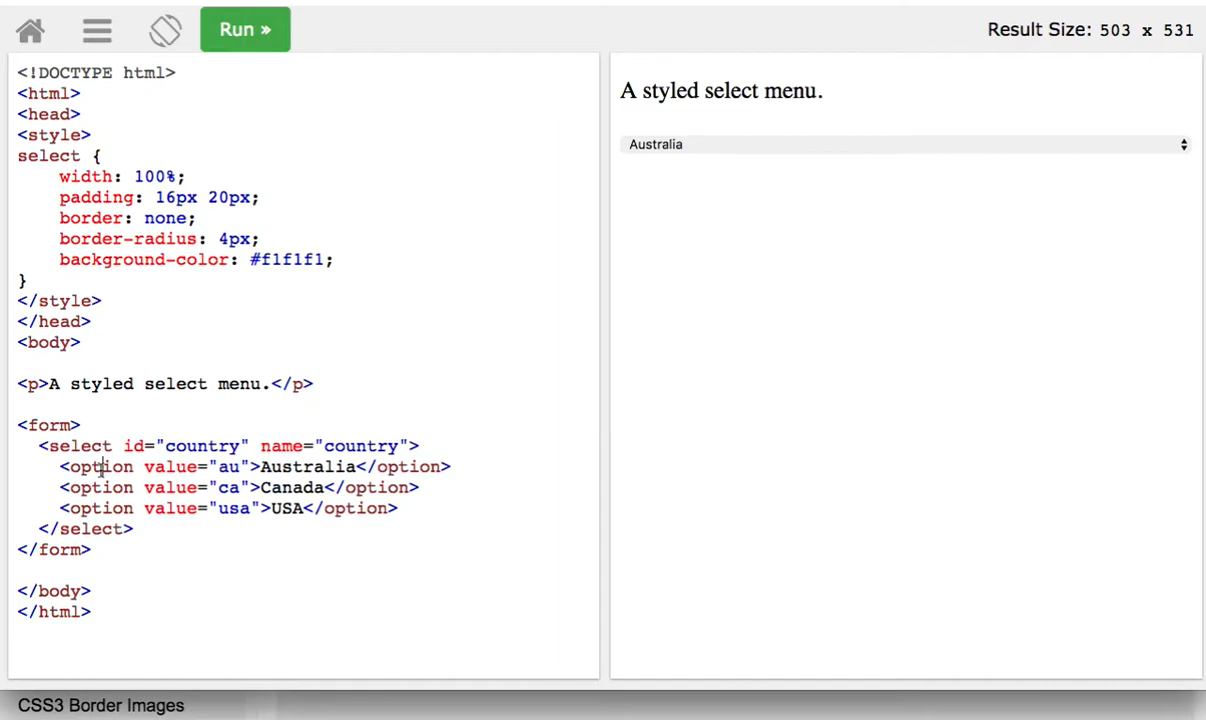 Run »
Result Size: 503 x 531
<!DOCTYPE html>
<html>
<head>
<style>
select {
    width: 100%;
    padding: 16px 20px;
    border: none;
    border-radius: 4px;
    background-color: #f1f1f1;
}
</style>
</head>
<body>
<p>A styled select menu.</p>
<form>
  <select id="country" name="country">
    <option value="au">Australia</option>
    <option value="ca">Canada</option>
    <option value="usa">USA</option>
  </select>
</form>
</body>
</html>
A styled select menu.
Australia
CSS3 Border Images